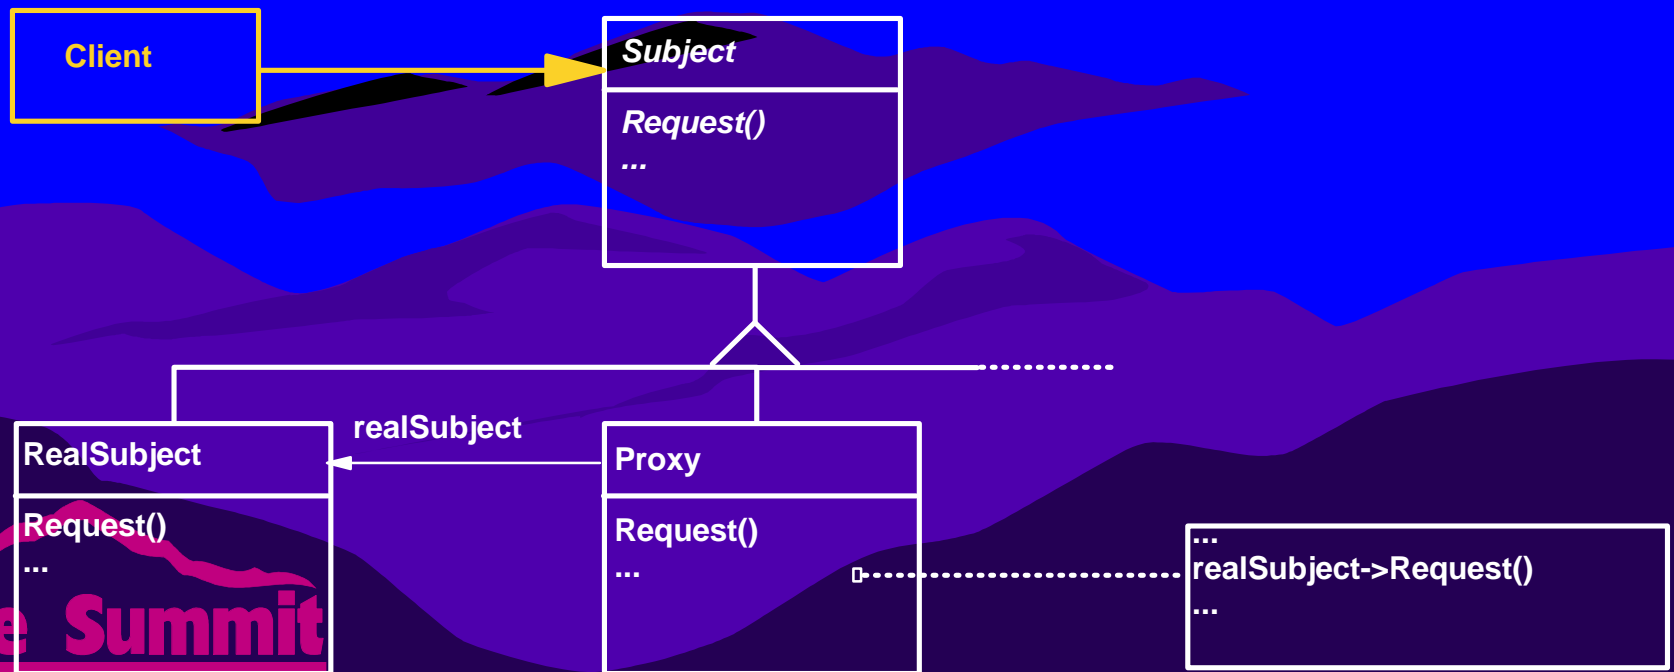 Client
Subject
Request()
...
realSubject
RealSubject
Request()
...
Proxy
Request()
...
...
realSubject->Request()
...
e Summit